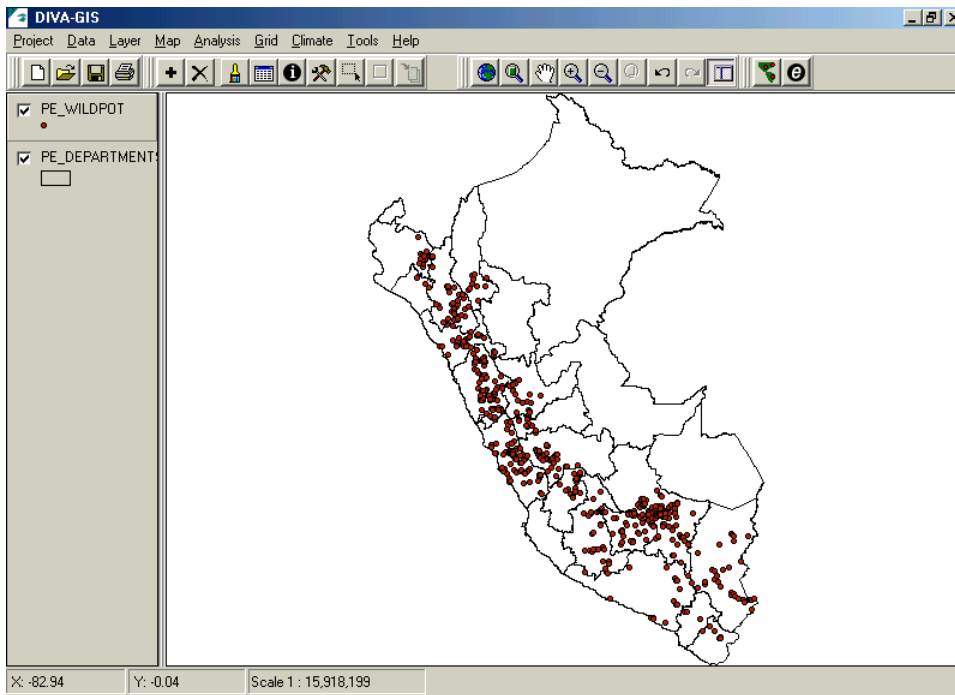 DIVA-GIS
Project Data Layer Map Analysis Grid Climate Tools Help
PE_WILDPOT
PE_DEPARTMENTS
X: -82.94 Y: -0.04 Scale 1 : 15,918,199